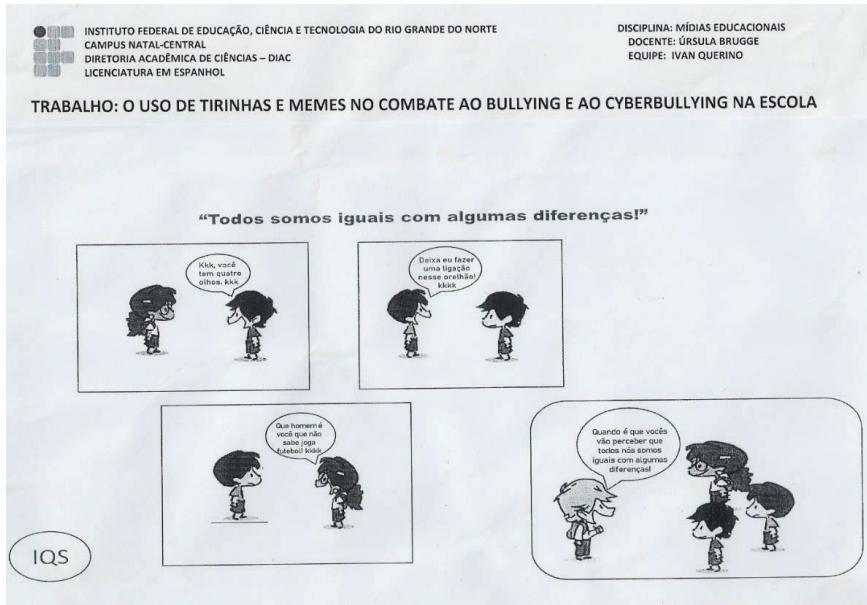 INSTITUTO FEDERAL DE EDUCAÇÃO, CIÊNCIA E TECNOLOGIA DO RIO GRANDE DO NORTE
CAMPUS NATAL-CENTRAL
DIRETORIA ACADÊMICA DE CIÊNCIAS – DIAC
LICENCIATURA EM ESPANHOL
DISCIPLINA: MÍDIAS EDUCACIONAIS
DOCENTE: ÚRSULA BRUGGE
EQUIPE: IVAN QUERINO
TRABALHO: O USO DE TIRINHAS E MEMES NO COMBATE AO BULLYING E AO CYBERBULLYING NA ESCOLA
“Todos somos iguais com algumas diferenças!”
Kkk, você
tem quatro
olhos. kkk
Deixa eu fazer
uma ligação
nesse orelhão!
kkkk
Que homem é
você que não
sabe joga
futebol! kkkk
Quando é que vocês
vão perceber que
todos nós somos
iguais com algumas
diferenças!
IQS